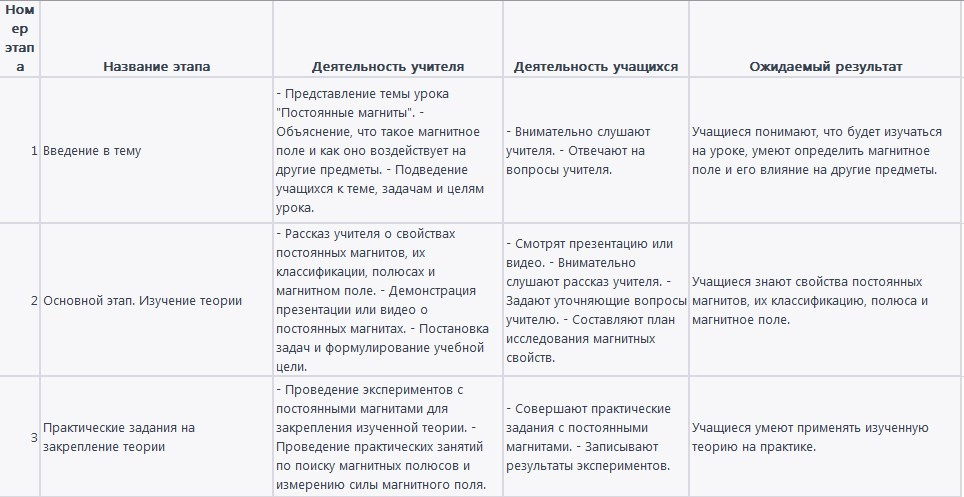 Ном
ер
этап
а
Название этапа
Деятельность учителя
Деятельность учащихся
Ожидаемый результат
1
Введение в тему
- Представление темы урока
"Постоянные магниты". -
Объяснение, что такое магнитное
поле и как оно воздействует на
другие предметы. - Подведение
учащихся к теме, задачам и целям
урока.
- Внимательно слушают
учителя. - Отвечают на
вопросы учителя.
Учащиеся понимают, что будет изучаться
на уроке, умеют определить магнитное
поле и его влияние на другие предметы.
2
Основной этап. Изучение теории
- Рассказ учителя о свойствах
постоянных магнитов, их
классификации, полюсах и
магнитном поле. - Демонстрация
презентации или видео о
постоянных магнитах. - Постановка
задач и формулирование учебной
цели.
- Смотрят презентацию или
видео. - Внимательно
слушают рассказ учителя. -
Задают уточняющие вопросы
учителю. - Составляют план
исследования магнитных
свойств.
Учащиеся знают свойства постоянных
магнитов, их классификацию, полюса и
магнитное поле.
3
Практические задания на
закрепление теории
- Проведение экспериментов с
постоянными магнитами для
закрепления изученной теории. -
Проведение практических занятий
по поиску магнитных полюсов и
измерению силы магнитного поля.
- Совершают практические
задания с постоянными
магнитами. - Записывают
результаты экспериментов.
Учащиеся умеют применять изученную
теорию на практике.